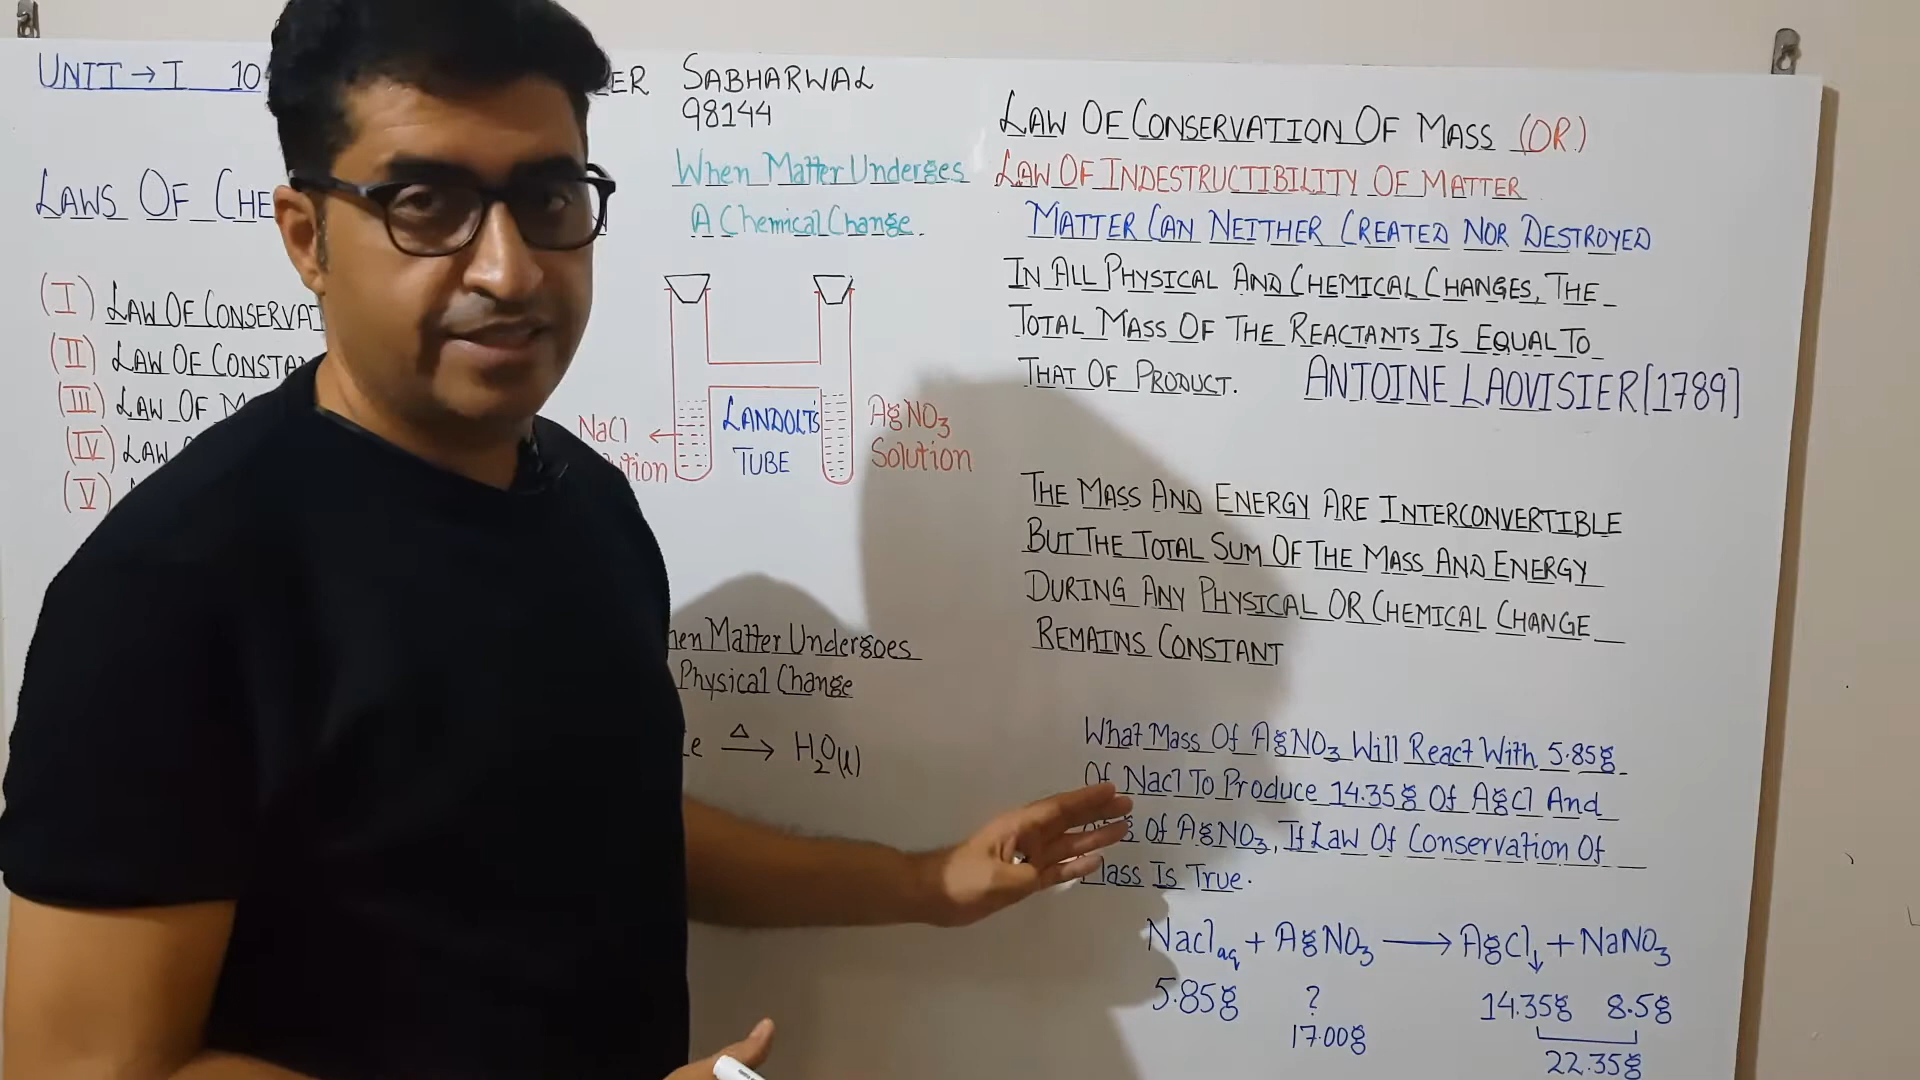 UNIT → I 10
ER SABHARWAL
98144
LAWS OF CHE
(I) LAW OF CONSERVAT
(II) LAW OF CONSTA
(III) LAW OF M
(IV) LAW
(V)
When Matter Underges
A Chemical Change.
NaCl
ution
LANDOLT'S
TUBE
AgNO3
Solution
hen Matter Undergoes
Physical Change
Ice Δ→ H2O(l)
LAW OF CONSERVATION OF MASS (OR)
LAW OF INDESTRUCTIBILITY OF MATTER
MATTER CAN NEITHER CREATED NOR DESTROYED
IN ALL PHYSICAL AND CHEMICAL CHANGES, THE
TOTAL MASS OF THE REACTANTS IS EQUAL TO
THAT OF PRODUCT. ANTOINE LAOVISIER [1789]
THE MASS AND ENERGY ARE INTERCONVERTIBLE
BUT THE TOTAL SUM OF THE MASS AND ENERGY
DURING ANY PHYSICAL OR CHEMICAL CHANGE
REMAINS CONSTANT
What Mass Of AgNO3 Will React With 5.85g
Of Nacl To Produce 14.35g Of AgCl And
g Of AgNO3, If Law Of Conservation Of
Mass Is True.
Naclaq + AgNO3 → AgCl↓ + NaNO3
5.85g ? 14.35g 8.5g
17.00g
22.35g